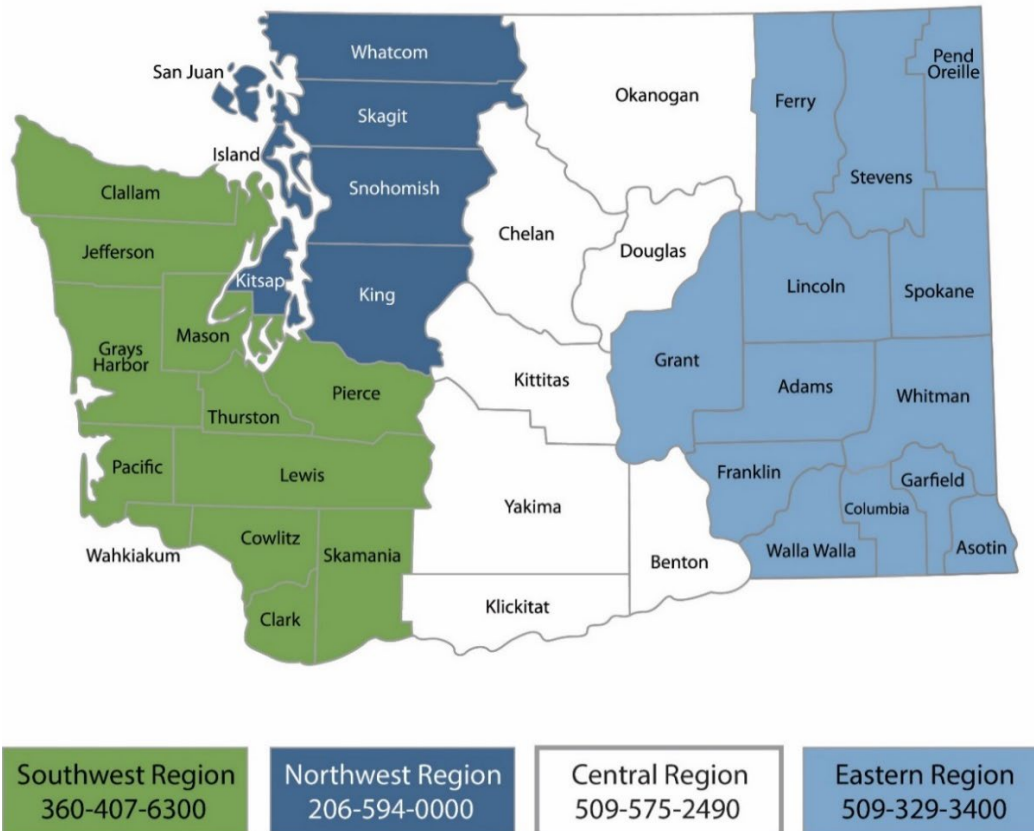 Whatcom
San Juan
Skagit
Island
Snohomish
Clallam
Jefferson
Kitsap
King
Grays
Harbor
Mason
Pierce
Thurston
Pacific
Lewis
Wahkiakum
Cowlitz
Skamania
Clark
Okanogan
Chelan
Douglas
Kittitas
Yakima
Benton
Klickitat
Ferry
Stevens
Pend
Oreille
Lincoln
Spokane
Grant
Adams
Whitman
Franklin
Garfield
Columbia
Walla Walla
Asotin
Southwest Region
360-407-6300
Northwest Region
206-594-0000
Central Region
509-575-2490
Eastern Region
509-329-3400